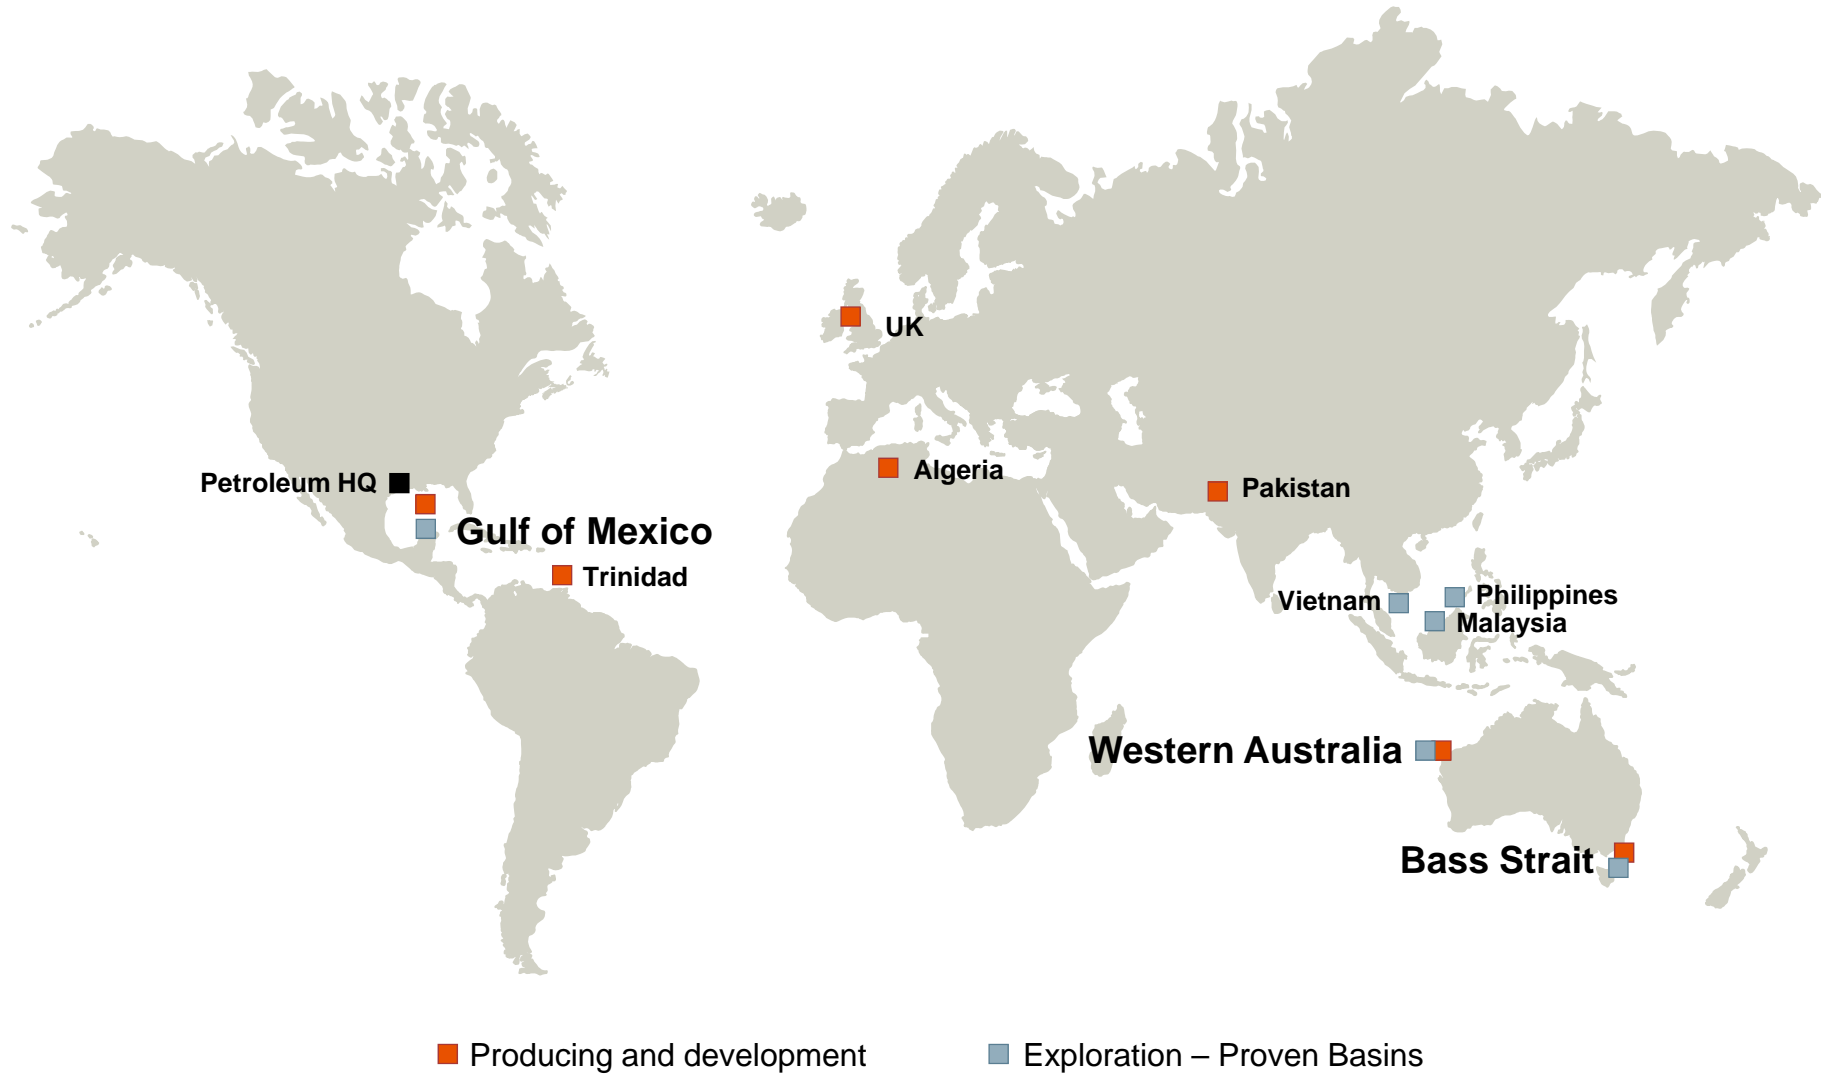 UK
Algeria
Petroleum HQ
Pakistan
Gulf of Mexico
Trinidad
Philippines
Vietnam
Malaysia
Western Australia
Bass Strait
Producing and development
Exploration – Proven Basins